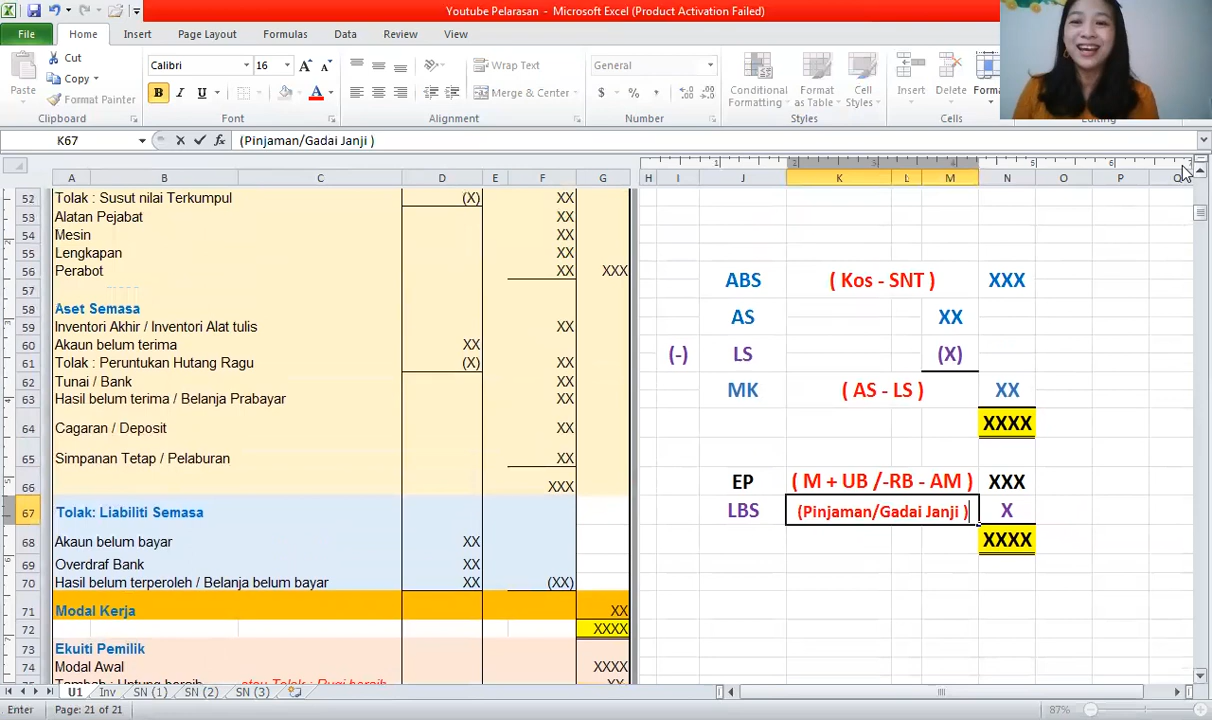 Youtube Pelarasan - Microsoft Excel (Product Activation Failed)
File Home Insert Page Layout Formulas Data Review View
Paste
Cut
Copy
Format Painter
Clipboard
Calibri 16
B I U
Font
Wrap Text
Merge & Center
Alignment
General
$ % ,
Number
Conditional Formatting
Format as Table
Cell Styles
Styles
Insert Delete
Cells
Editing
K67 fx (Pinjaman/Gadai Janji )
1 2 3 4 5 6
A B C D E F G H I J K L M N O P
52 Tolak : Susut nilai Terkumpul (X) XX
53 Alatan Pejabat XX
54 Mesin XX
55 Lengkapan XX
56 Perabot XX XXX
57
58 Aset Semasa
59 Inventori Akhir / Inventori Alat tulis XX
60 Akaun belum terima XX
61 Tolak : Peruntukan Hutang Ragu (X) XX
62 Tunai / Bank XX
63 Hasil belum terima / Belanja Prabayar XX
64 Cagaran / Deposit XX
65 Simpanan Tetap / Pelaburan XX
66 XXX
67 Tolak: Liabiliti Semasa
68 Akaun belum bayar XX
69 Overdraf Bank XX
70 Hasil belum terperoleh / Belanja belum bayar XX (XX)
71 Modal Kerja XX
72 XXXX
73 Ekuiti Pemilik
74 Modal Awal XXXX
Tambah : Untung bersih atau Tolak : Rugi bersih
ABS ( Kos - SNT ) XXX
AS XX
(-) LS (X)
MK ( AS - LS ) XX
XXXX
EP ( M + UB /-RB - AM ) XXX
LBS (Pinjaman/Gadai Janji ) X
XXXX
U1 Inv SN (1) SN (2) SN (3)
Enter Page: 21 of 21 87%